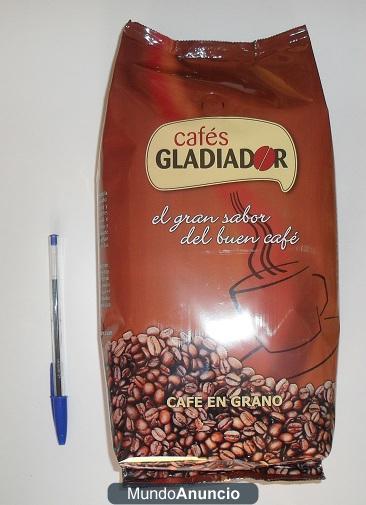 cafés
GLADIADOR
el gran sabor
del buen café
CAFE EN GRANO
MundoAnuncio